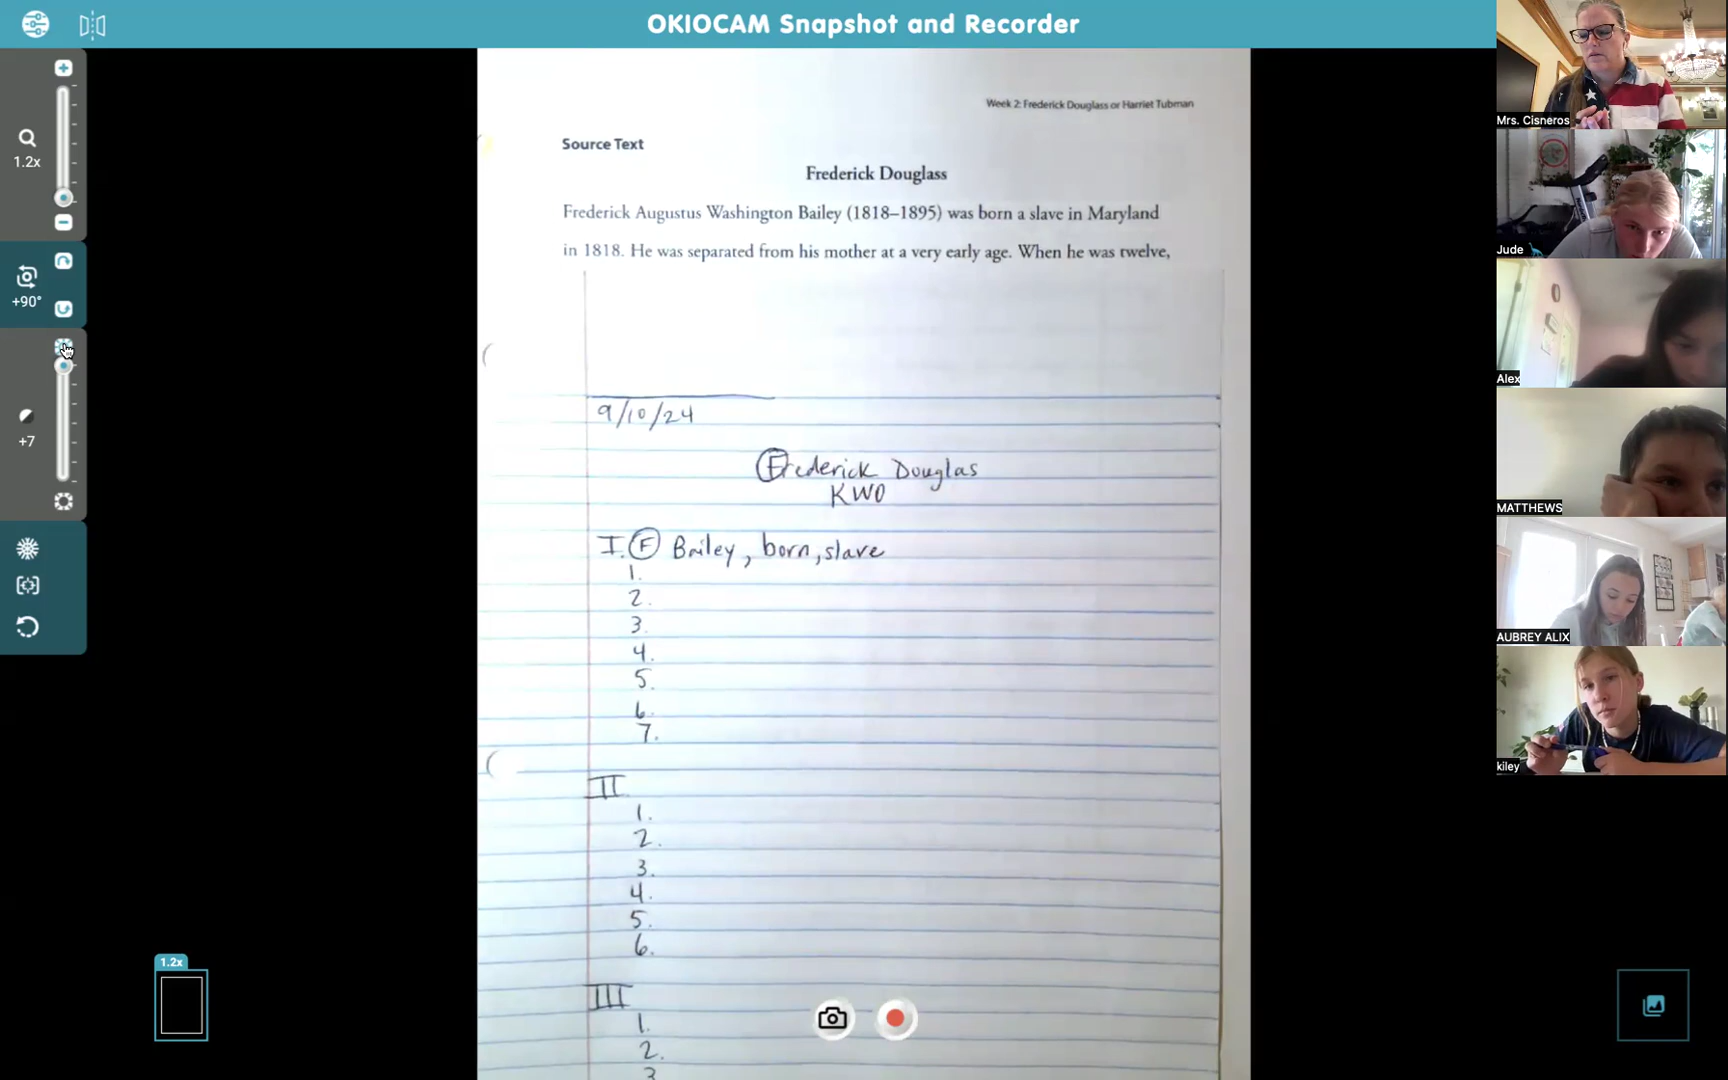 OKIOCAM Snapshot and Recorder
1.2x
+90°
+7
1.2x
Week 2: Frederick Douglass or Harriet Tubman
Source Text
Frederick Douglass
Frederick Augustus Washington Bailey (1818–1895) was born a slave in Maryland
in 1818. He was separated from his mother at a very early age. When he was twelve,
9/10/24
Frederick Douglas
KWO
I. F Bailey, born, slave
1.
2.
3.
4.
5.
6.
7.
II
1.
2.
3.
4.
5.
6.
III
1.
2.
3
Mrs. Cisneros
Jude
Alex
MATTHEWS
AUBREY ALIX
kiley